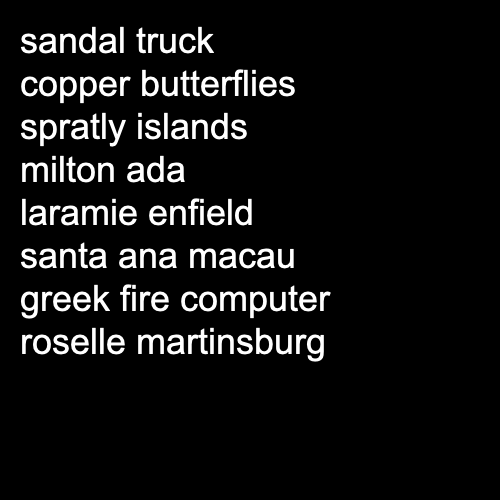 sandal truck
copper butterflies
spratly islands
milton ada
laramie enfield
santa ana macau
greek fire computer
roselle martinsburg